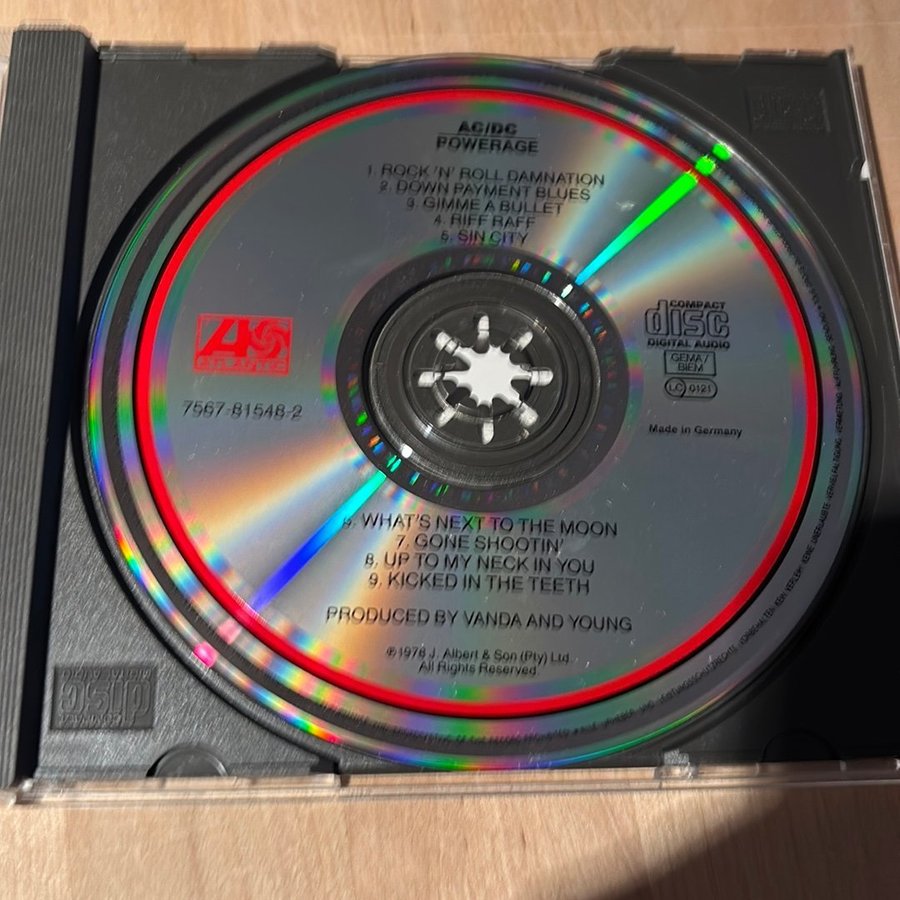 AC/DC
POWERAGE
1. ROCK 'N' ROLL DAMNATION
2. DOWN PAYMENT BLUES
3. GIMME A BULLET
4. RIFF RAFF
5. SIN CITY
ATLANTIC
7567-81548-2
COMPACT
disc
DIGITAL AUDIO
GEMA/
BIEM
LC 0121
Made in Germany
6. WHAT'S NEXT TO THE MOON
7. GONE SHOOTIN'
8. UP TO MY NECK IN YOU
9. KICKED IN THE TEETH
PRODUCED BY VANDA AND YOUNG
℗1978 J. Albert & Son (Pty) Ltd.
All Rights Reserved.
COMPACT
disc